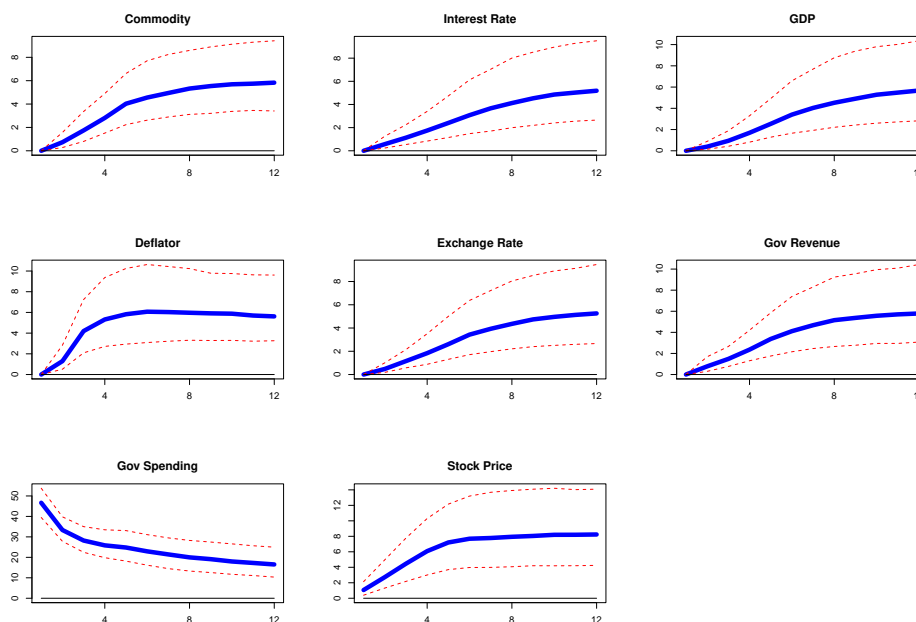 Commodity
0 2 4 6 8
4 8 12
Interest Rate
0 2 4 6 8
4 8 12
GDP
0 2 4 6 8 10
4 8 1
Deflator
0 2 4 6 8 10
4 8 12
Exchange Rate
0 2 4 6 8
4 8 12
Gov Revenue
0 2 4 6 8 10
4 8 1
Gov Spending
0 10 20 30 40 50
4 8 12
Stock Price
0 2 4 8 12
4 8 12